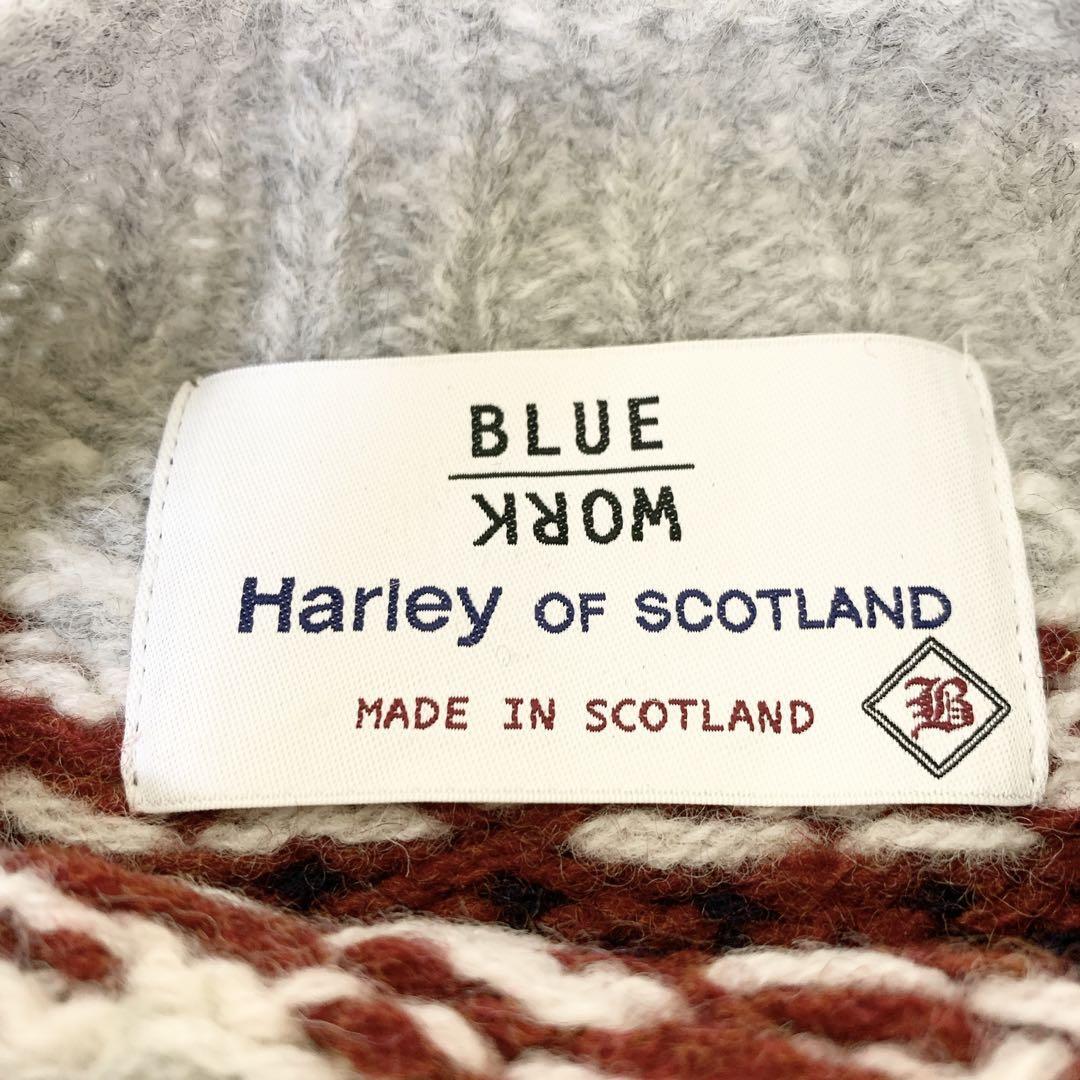 BLUE
WORK
Harley OF SCOTLAND
MADE IN SCOTLAND
B